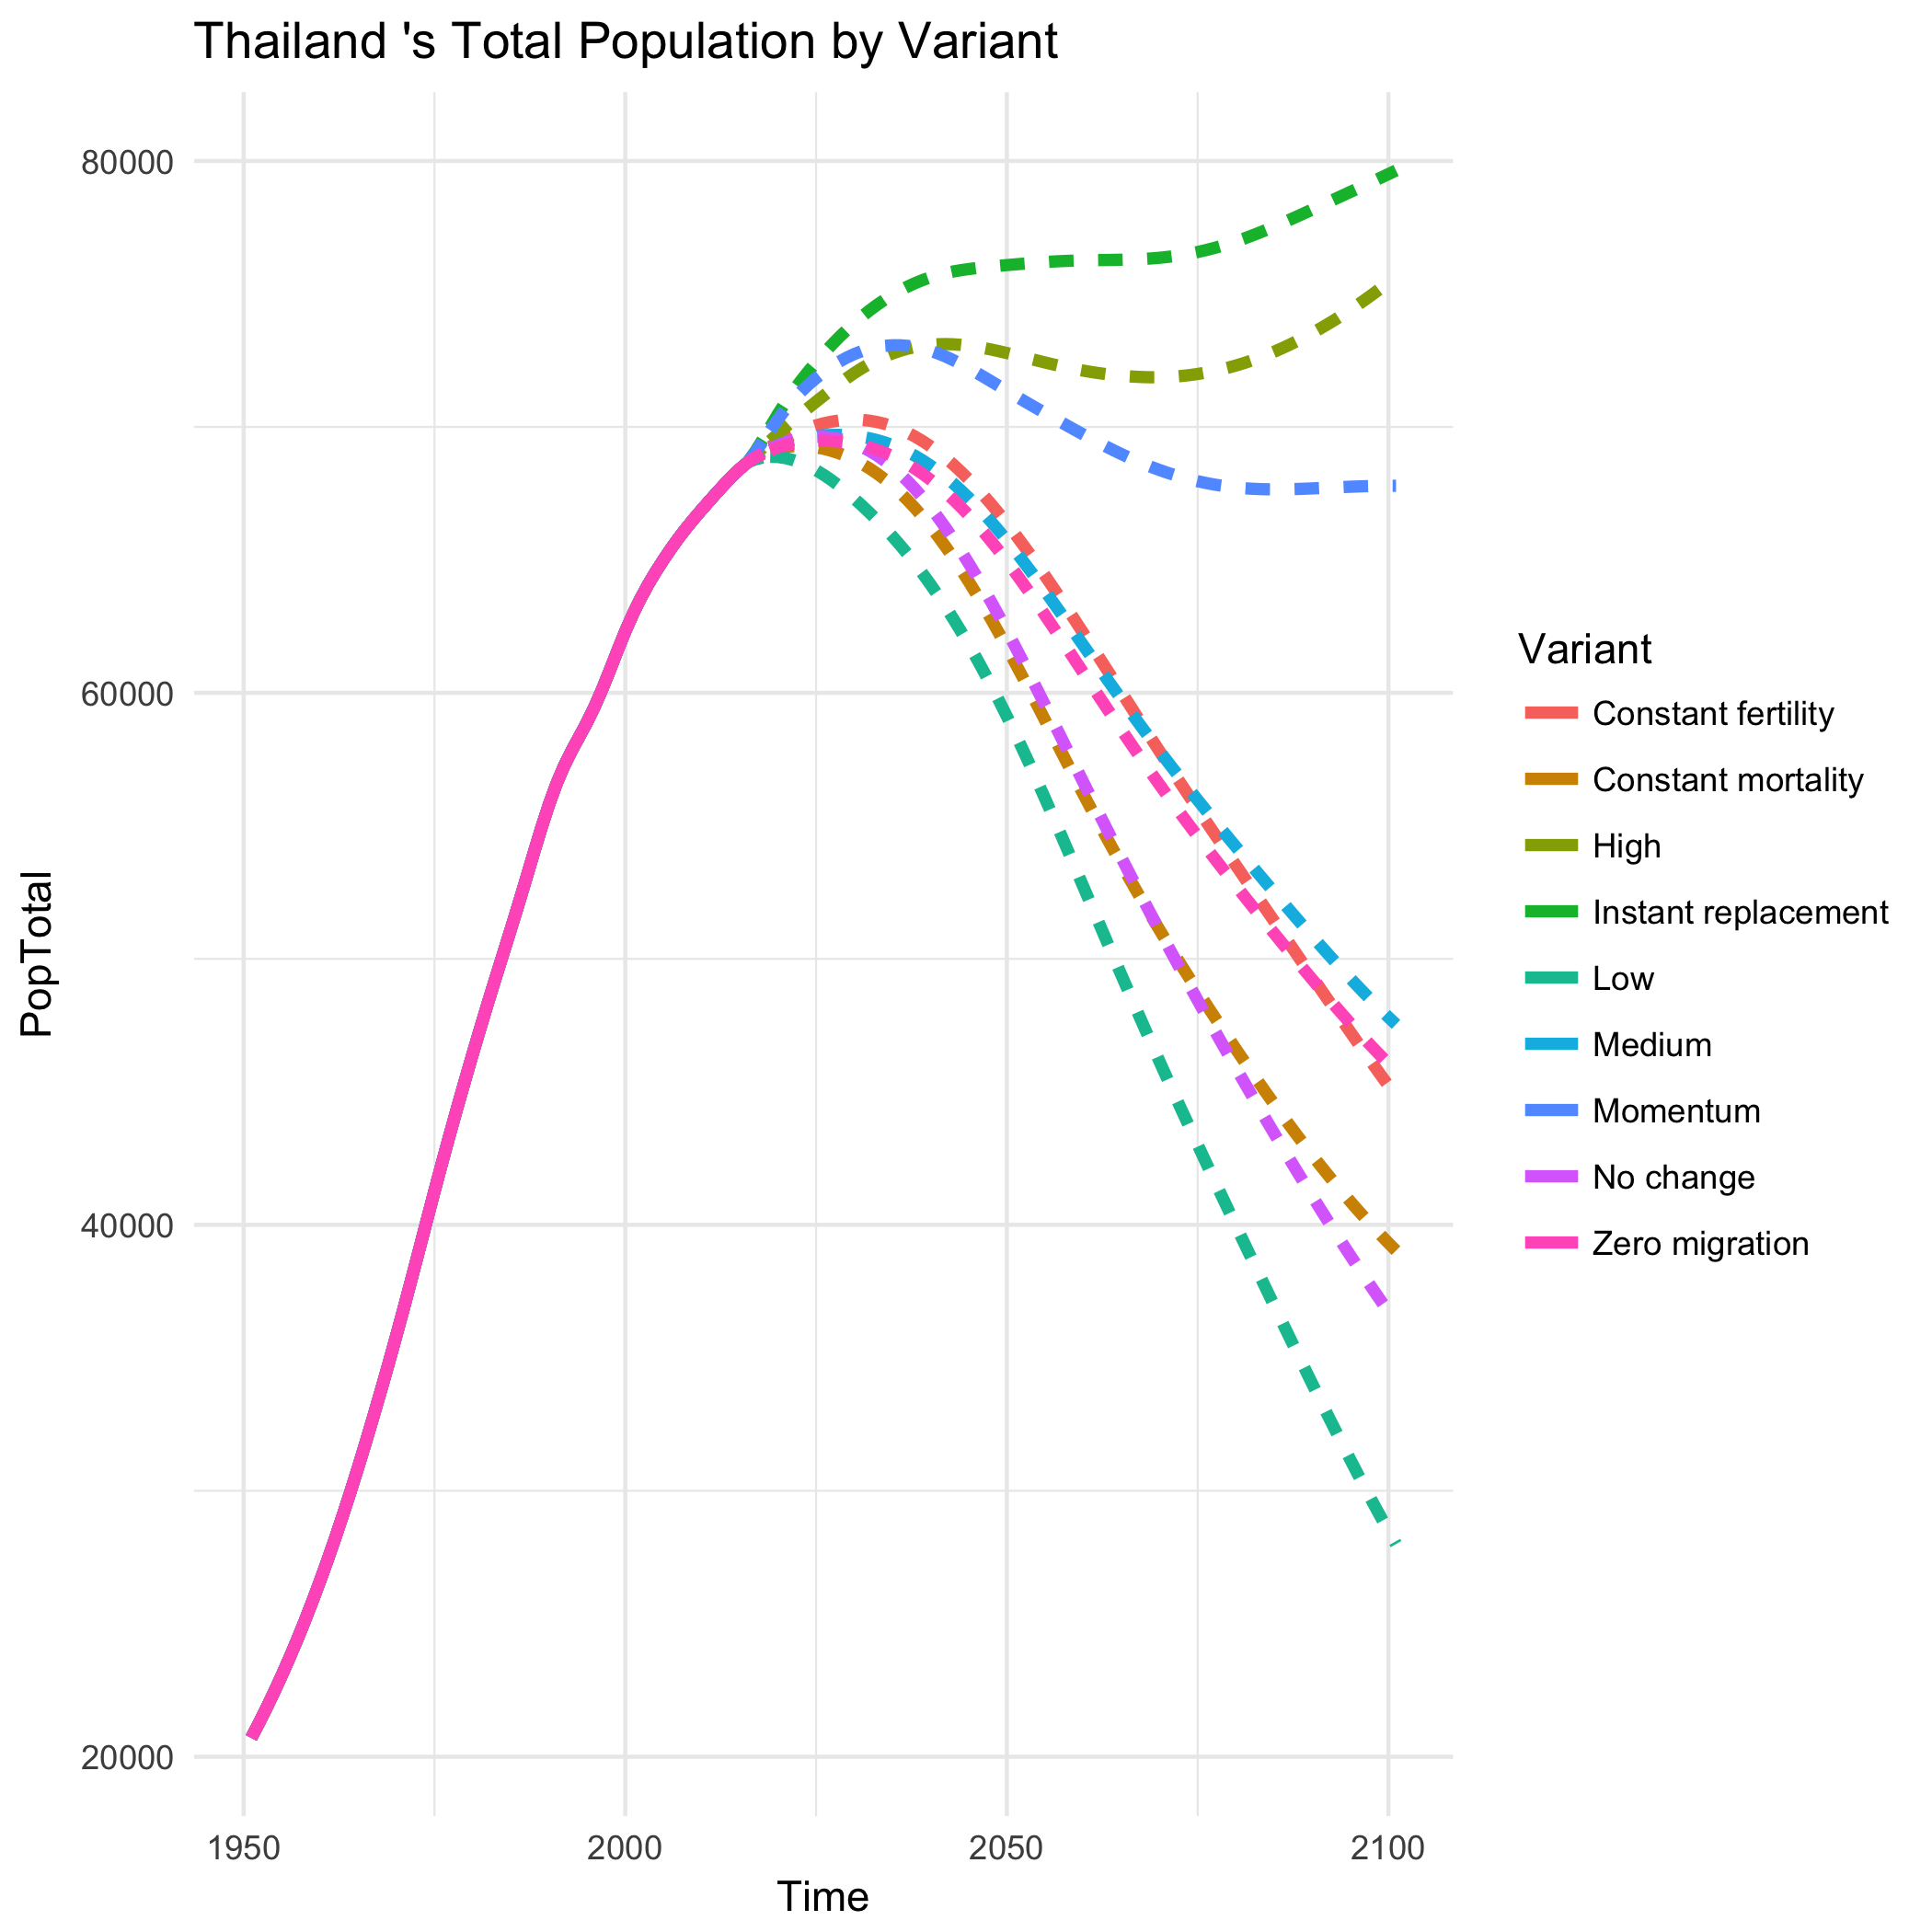 Thailand 's Total Population by Variant
80000
60000
40000
20000
PopTotal
1950
2000
2050
2100
Time
Variant
Constant fertility
Constant mortality
High
Instant replacement
Low
Medium
Momentum
No change
Zero migration